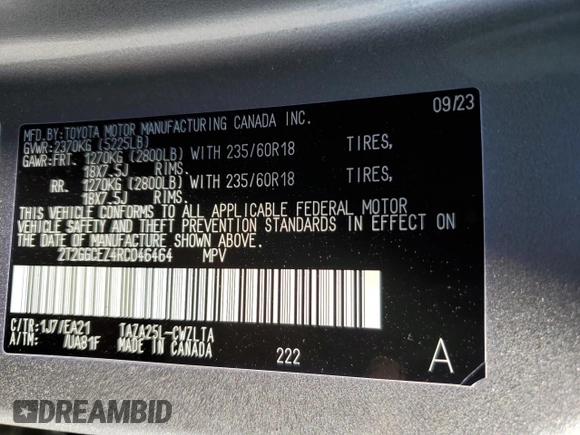 09/23
MFD.BY:TOYOTA MOTOR MANUFACTURING CANADA INC.
GVWR:2370KG (5225LB)
GAWR:FRT. 1270KG (2800LB) WITH 235/60R18 TIRES,
18X7.5J RIMS.
RR. 1270KG (2800LB) WITH 235/60R18 TIRES,
18X7.5J RIMS.
THIS VEHICLE CONFORMS TO ALL APPLICABLE FEDERAL MOTOR
VEHICLE SAFETY AND THEFT PREVENTION STANDARDS IN EFFECT ON
THE DATE OF MANUFACTURE SHOWN ABOVE.
2T2GGCEZ4RC046464 MPV
C/TR:1J7/EA21 TAZA25L-CWZLTA
A/TM: /UA81F MADE IN CANADA
222
A
DREAMBID